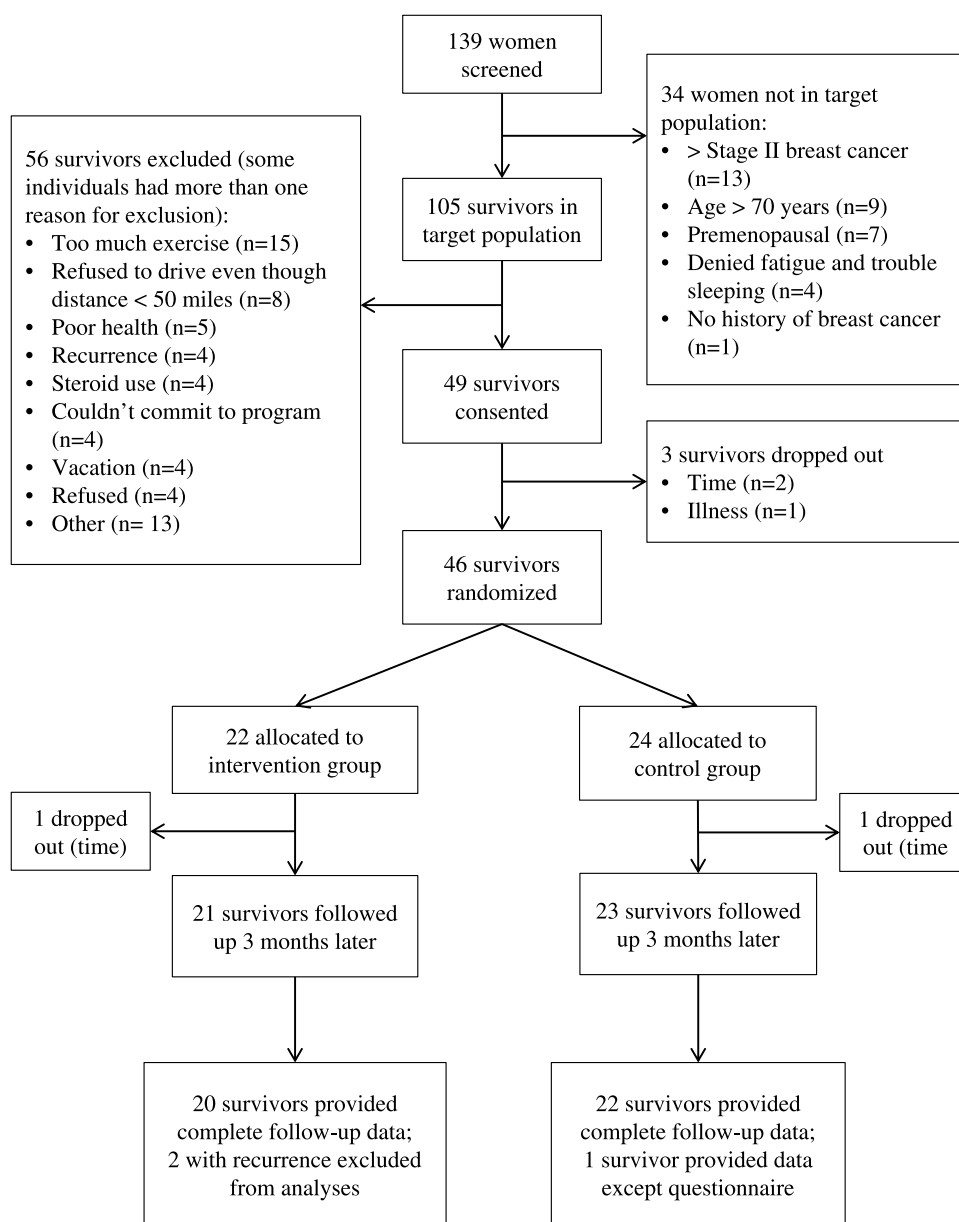 139 women
screened
34 women not in target
population:
• > Stage II breast cancer
(n=13)
• Age > 70 years (n=9)
• Premenopausal (n=7)
• Denied fatigue and trouble
sleeping (n=4)
• No history of breast cancer
(n=1)
56 survivors excluded (some
individuals had more than one
reason for exclusion):
• Too much exercise (n=15)
• Refused to drive even though
distance < 50 miles (n=8)
• Poor health (n=5)
• Recurrence (n=4)
• Steroid use (n=4)
• Couldn’t commit to program
(n=4)
• Vacation (n=4)
• Refused (n=4)
• Other (n= 13)
105 survivors in
target population
49 survivors
consented
3 survivors dropped out
• Time (n=2)
• Illness (n=1)
46 survivors
randomized
22 allocated to
intervention group
24 allocated to
control group
1 dropped
out (time)
1 dropped
out (time
21 survivors followed
up 3 months later
23 survivors followed
up 3 months later
20 survivors provided
complete follow-up data;
2 with recurrence excluded
from analyses
22 survivors provided
complete follow-up data;
1 survivor provided data
except questionnaire